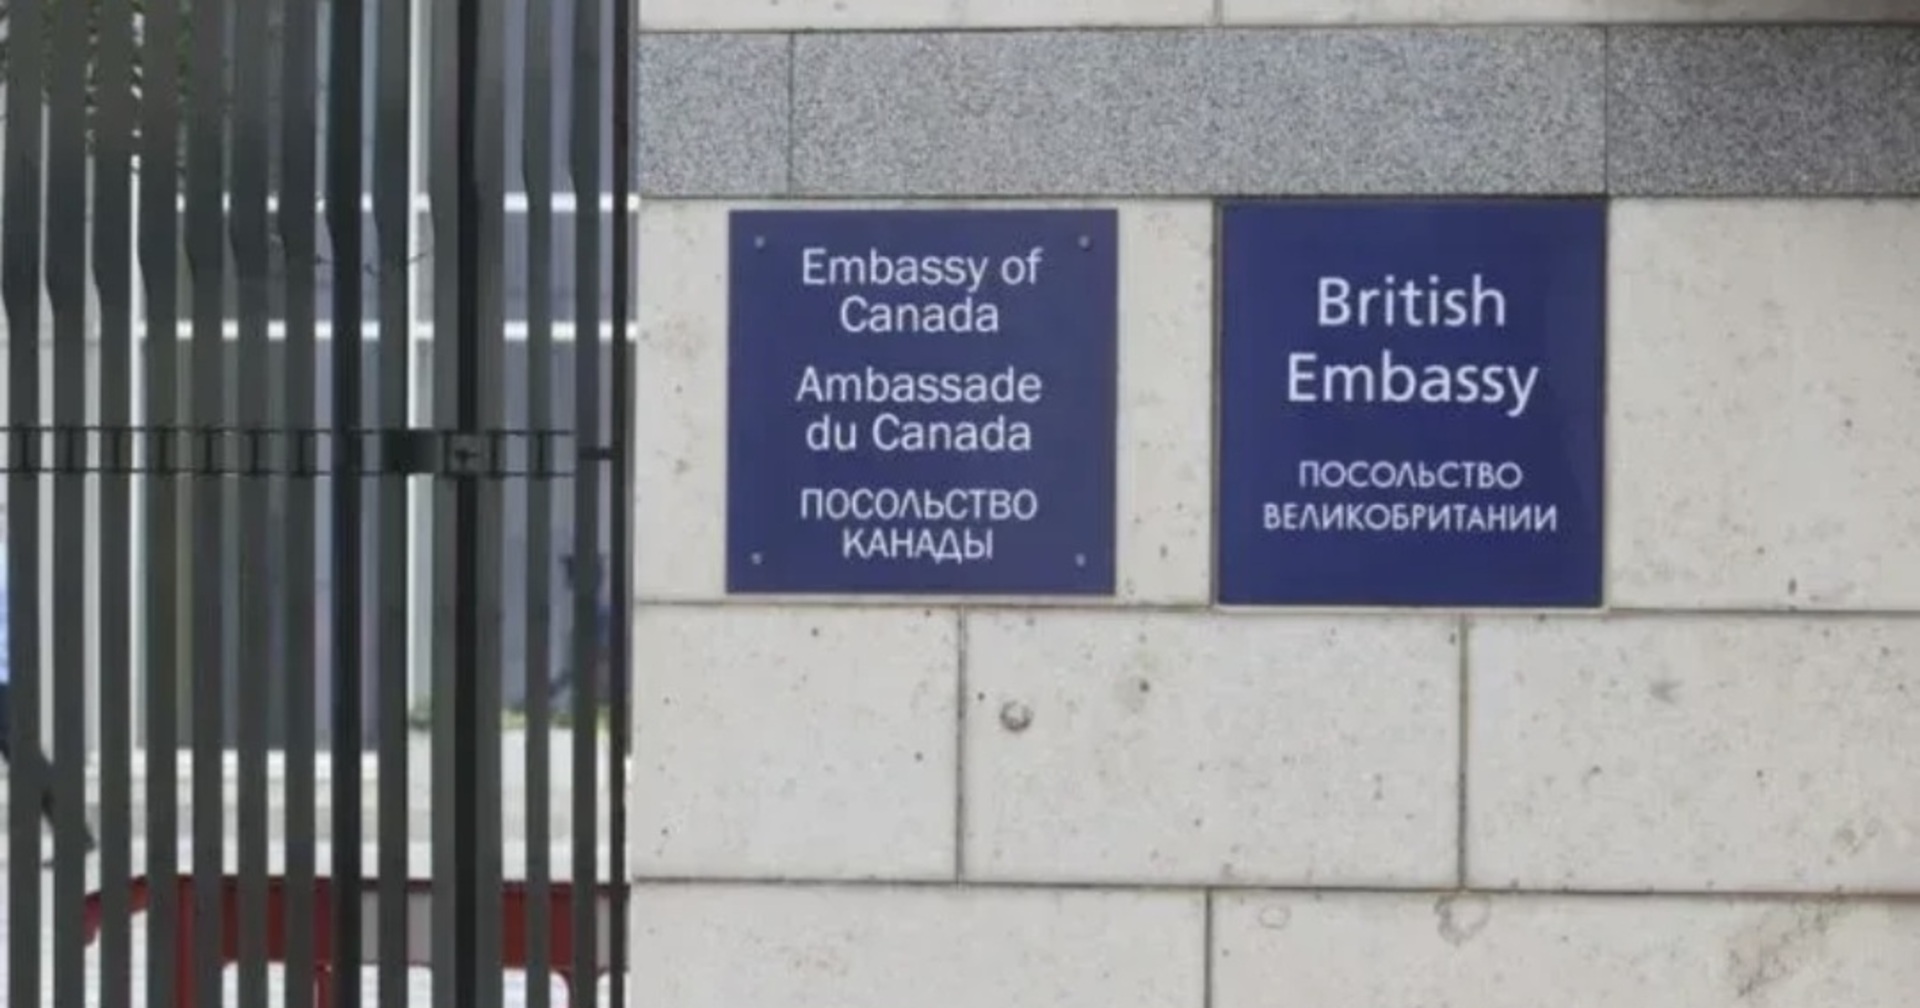 Embassy of
Canada
Ambassade
du Canada
ПОСОЛЬСТВО
КАНАДЫ
British
Embassy
ПОСОЛЬСТВО
ВЕЛИКОБРИТАНИИ